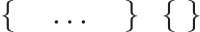 { ... } { }